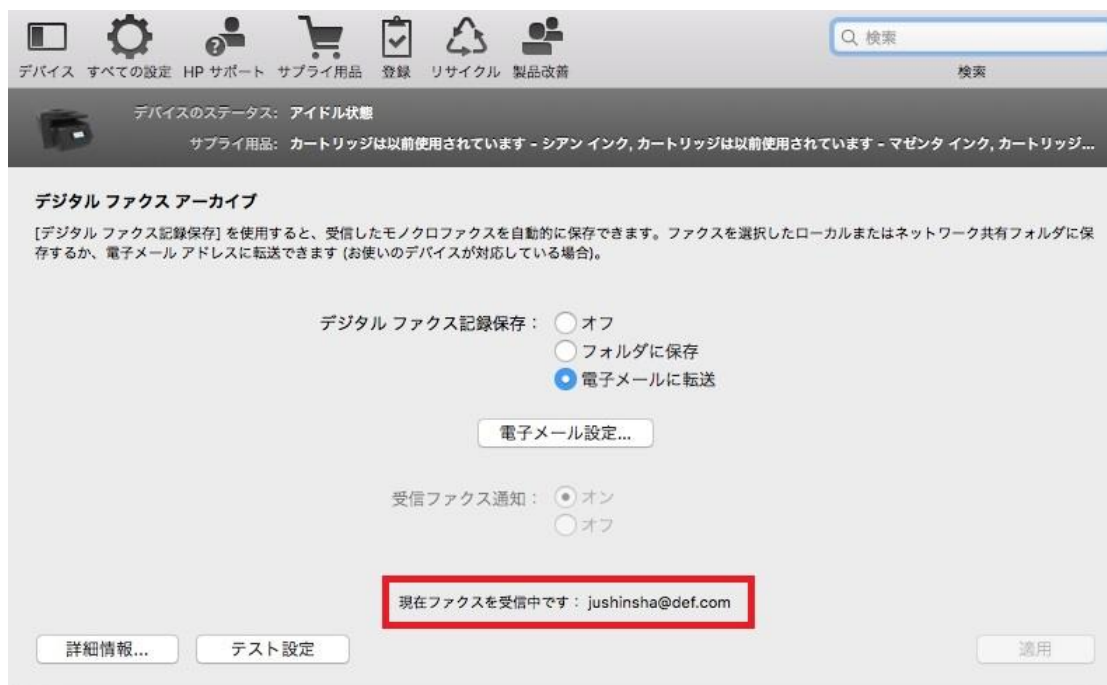 検索
デバイス すべての設定 HP サポート サプライ用品 登録 リサイクル 製品改善 検索
デバイスのステータス: アイドル状態
サプライ用品: カートリッジは以前使用されています - シアン インク, カートリッジは以前使用されています - マゼンタ インク, カートリッジ...
デジタル ファクス アーカイブ
[デジタル ファクス記録保存] を使用すると、受信したモノクロファクスを自動的に保存できます。ファクスを選択したローカルまたはネットワーク共有フォルダに保
存するか、電子メール アドレスに転送できます (お使いのデバイスが対応している場合)。
デジタル ファクス記録保存： オフ
フォルダに保存
電子メールに転送
電子メール設定...
受信ファクス通知： オン
オフ
現在ファクスを受信中です： jushinsha@def.com
詳細情報... テスト設定 適用